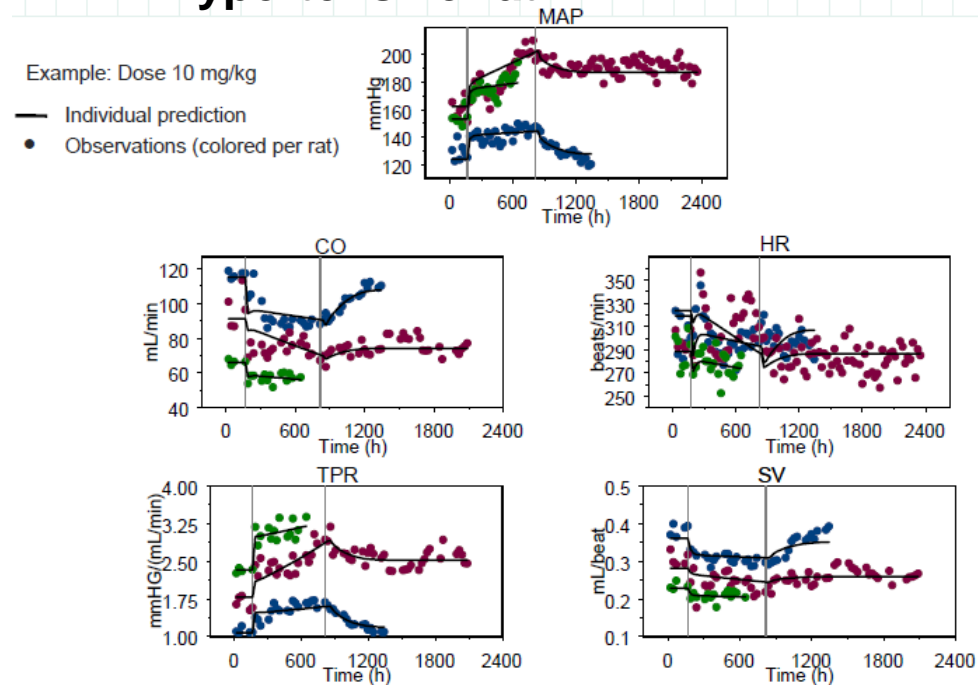 MAP
Example: Dose 10 mg/kg
Individual prediction
Observations (colored per rat)
mmHg
200
180
160
140
120
0 600 1200 1800 2400
Time (h)
CO
mL/min
120
100
80
60
40
0 600 1200 1800 2400
Time (h)
HR
beats/min
350
330
310
290
270
250
0 600 1200 1800 2400
Time (h)
TPR
mmHG/(mL/min)
4.00
3.25
2.50
1.75
1.00
0 600 1200 1800 2400
Time (h)
SV
mL/beat
0.5
0.4
0.3
0.2
0.1
0 600 1200 1800 2400
Time (h)